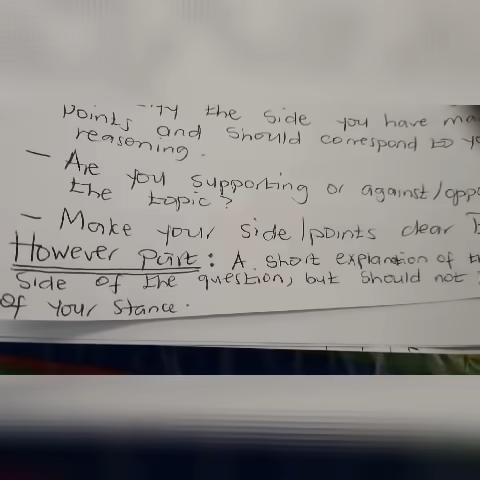 the side you have
points and should correspond to
reasoning.
- Are you supporting or against/
the topic?
- Make your side/points clear
However Part: A short explanation of
side of the question, but should not
of your stance.